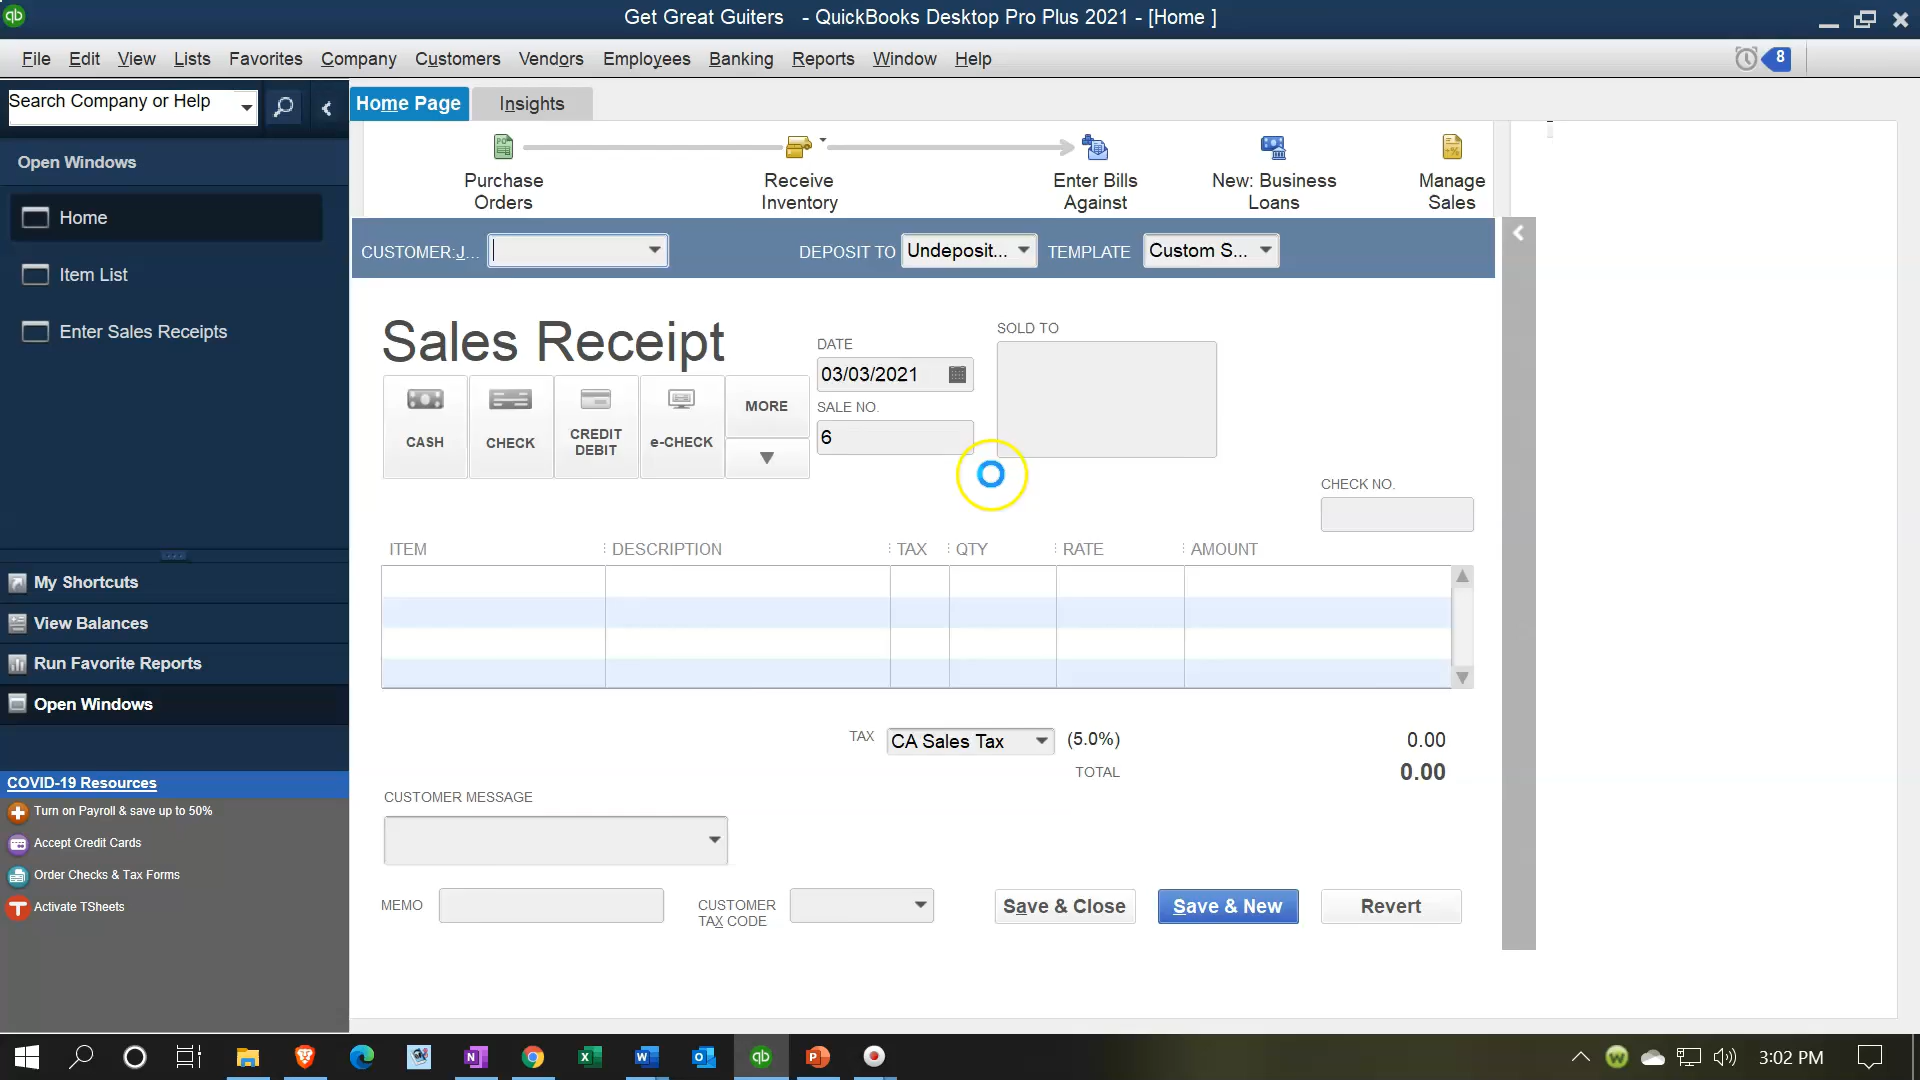 Get Great Guiters - QuickBooks Desktop Pro Plus 2021 - [Home ]
File Edit View Lists Favorites Company Customers Vendors Employees Banking Reports Window Help
8
Search Company or Help
Home Page Insights
Open Windows
Home
Item List
Enter Sales Receipts
My Shortcuts
View Balances
Run Favorite Reports
Open Windows
COVID-19 Resources
Turn on Payroll & save up to 50%
Accept Credit Cards
Order Checks & Tax Forms
Activate TSheets
Purchase Orders
Receive Inventory
Enter Bills Against
New: Business Loans
Manage Sales
CUSTOMER:J... DEPOSIT TO Undeposit... TEMPLATE Custom S...
Sales Receipt
DATE
03/03/2021
SALE NO.
6
SOLD TO
CASH
CHECK
CREDIT DEBIT
e-CHECK
MORE
CHECK NO.
ITEM DESCRIPTION TAX QTY RATE AMOUNT
TAX CA Sales Tax (5.0%) 0.00
TOTAL 0.00
CUSTOMER MESSAGE
MEMO
CUSTOMER TAX CODE
Save & Close
Save & New
Revert
3:02 PM